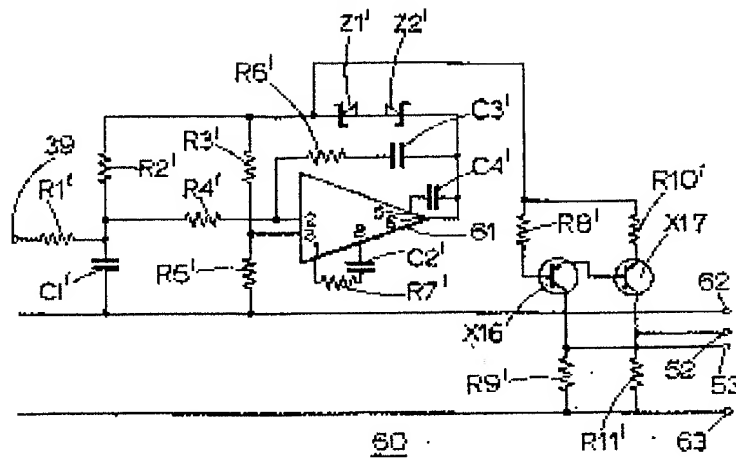 Z1' Z2'
R6'
C3'
39
R3'
C4'
R2'
R1'
R4'
R10'
61
R8'
X17
C2'
R5'
C1'
R7'
62
X16'
52
53
R9'
R11'
63
60